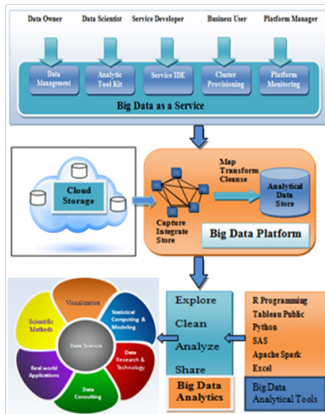 Data Owner
Data Scientist
Service Developer
Business User
Platform Manager
Data
Management
Analytic
Tool Kit
Service IDE
Cluster
Provisioning
Platform
Monitoring
Big Data as a Service
Cloud
Storage
Map
Transform
Cleanse
Capture
Integrate
Store
Analytical
Data
Store
Big Data Platform
Visualization
Statistical
Computing &
Modeling
Scientific
Methods
Data Science
Real world
Applications
Data
Research &
Technology
Data
Consulting
Explore
Clean
Analyze
Share
Big Data
Analytics
R Programming
Tableau Public
Python
SAS
Apache Spark
Excel
Big Data
Analytical Tools